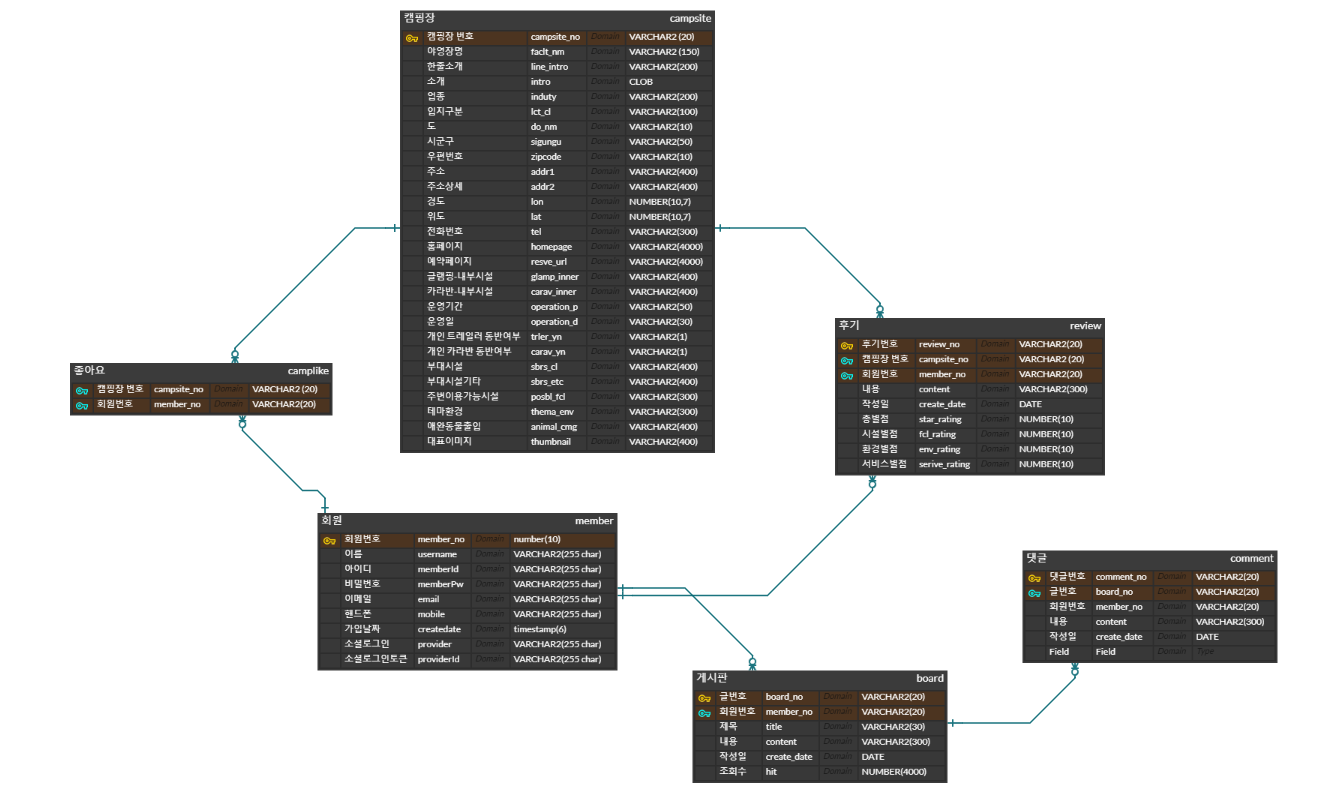 캠핑장 campsite
캠핑장 번호 campsite_no Domain VARCHAR2 (20)
야영장명 faclt_nm Domain VARCHAR2 (150)
한줄소개 line_intro Domain VARCHAR2(200)
소개 intro Domain CLOB
업종 induty Domain VARCHAR2(200)
입지구분 lct_cl Domain VARCHAR2(100)
도 do_nm Domain VARCHAR2(10)
시군구 sigungu Domain VARCHAR2(50)
우편번호 zipcode Domain VARCHAR2(10)
주소 addr1 Domain VARCHAR2(400)
주소상세 addr2 Domain VARCHAR2(400)
경도 lon Domain NUMBER(10,7)
위도 lat Domain NUMBER(10,7)
전화번호 tel Domain VARCHAR2(300)
홈페이지 homepage Domain VARCHAR2(4000)
예약페이지 resve_url Domain VARCHAR2(4000)
글램핑-내부시설 glamp_inner Domain VARCHAR2(400)
카라반-내부시설 carav_inner Domain VARCHAR2(400)
운영기간 operation_p Domain VARCHAR2(50)
운영일 operation_d Domain VARCHAR2(30)
개인 트레일러 동반여부 trler_yn Domain VARCHAR2(1)
개인 카라반 동반여부 carav_yn Domain VARCHAR2(1)
부대시설 sbrs_cl Domain VARCHAR2(400)
부대시설기타 sbrs_etc Domain VARCHAR2(400)
주변이용가능시설 posbl_fcl Domain VARCHAR2(300)
테마환경 thema_env Domain VARCHAR2(300)
애완동물출입 animal_cmg Domain VARCHAR2(400)
대표이미지 thumbnail Domain VARCHAR2(400)
후기 review
후기번호 review_no Domain VARCHAR2(20)
캠핑장 번호 campsite_no Domain VARCHAR2 (20)
회원번호 member_no Domain VARCHAR2(20)
내용 content Domain VARCHAR2(300)
작성일 create_date Domain DATE
총별점 star_rating Domain NUMBER(10)
시설별점 fcl_rating Domain NUMBER(10)
환경별점 env_rating Domain NUMBER(10)
서비스별점 serive_rating Domain NUMBER(10)
좋아요 camplike
캠핑장 번호 campsite_no Domain VARCHAR2 (20)
회원번호 member_no Domain VARCHAR2(20)
회원 member
회원번호 member_no Domain number(10)
이름 username Domain VARCHAR2(255 char)
아이디 memberId Domain VARCHAR2(255 char)
비밀번호 memberPw Domain VARCHAR2(255 char)
이메일 email Domain VARCHAR2(255 char)
핸드폰 mobile Domain VARCHAR2(255 char)
가입날짜 createdate Domain timestamp(6)
소셜로그인 provider Domain VARCHAR2(255 char)
소셜로그인토큰 providerId Domain VARCHAR2(255 char)
댓글 comment
댓글번호 comment_no Domain VARCHAR2(20)
글번호 board_no Domain VARCHAR2(20)
회원번호 member_no Domain VARCHAR2(20)
내용 content Domain VARCHAR2(300)
작성일 create_date Domain DATE
Field Field Domain Type
게시판 board
글번호 board_no Domain VARCHAR2(20)
회원번호 member_no Domain VARCHAR2(20)
제목 title Domain VARCHAR2(30)
내용 content Domain VARCHAR2(300)
작성일 create_date Domain DATE
조회수 hit Domain NUMBER(4000)